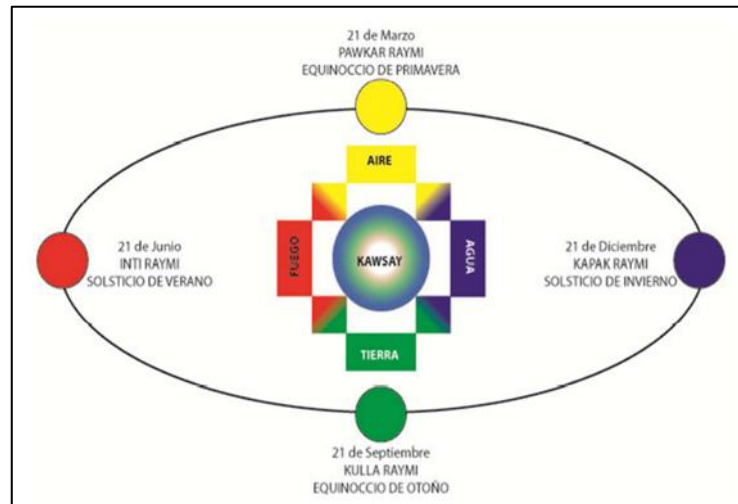 21 de Marzo
PAWKAR RAYMI
EQUINOCCIO DE PRIMAVERA
AIRE
21 de Junio
INTI RAYMI
SOLSTICIO DE VERANO
FUEGO
KAWSAY
AGUA
21 de Diciembre
KAPAK RAYMI
SOLSTICIO DE INVIERNO
TIERRA
21 de Septiembre
KULLA RAYMI
EQUINOCCIO DE OTOÑO